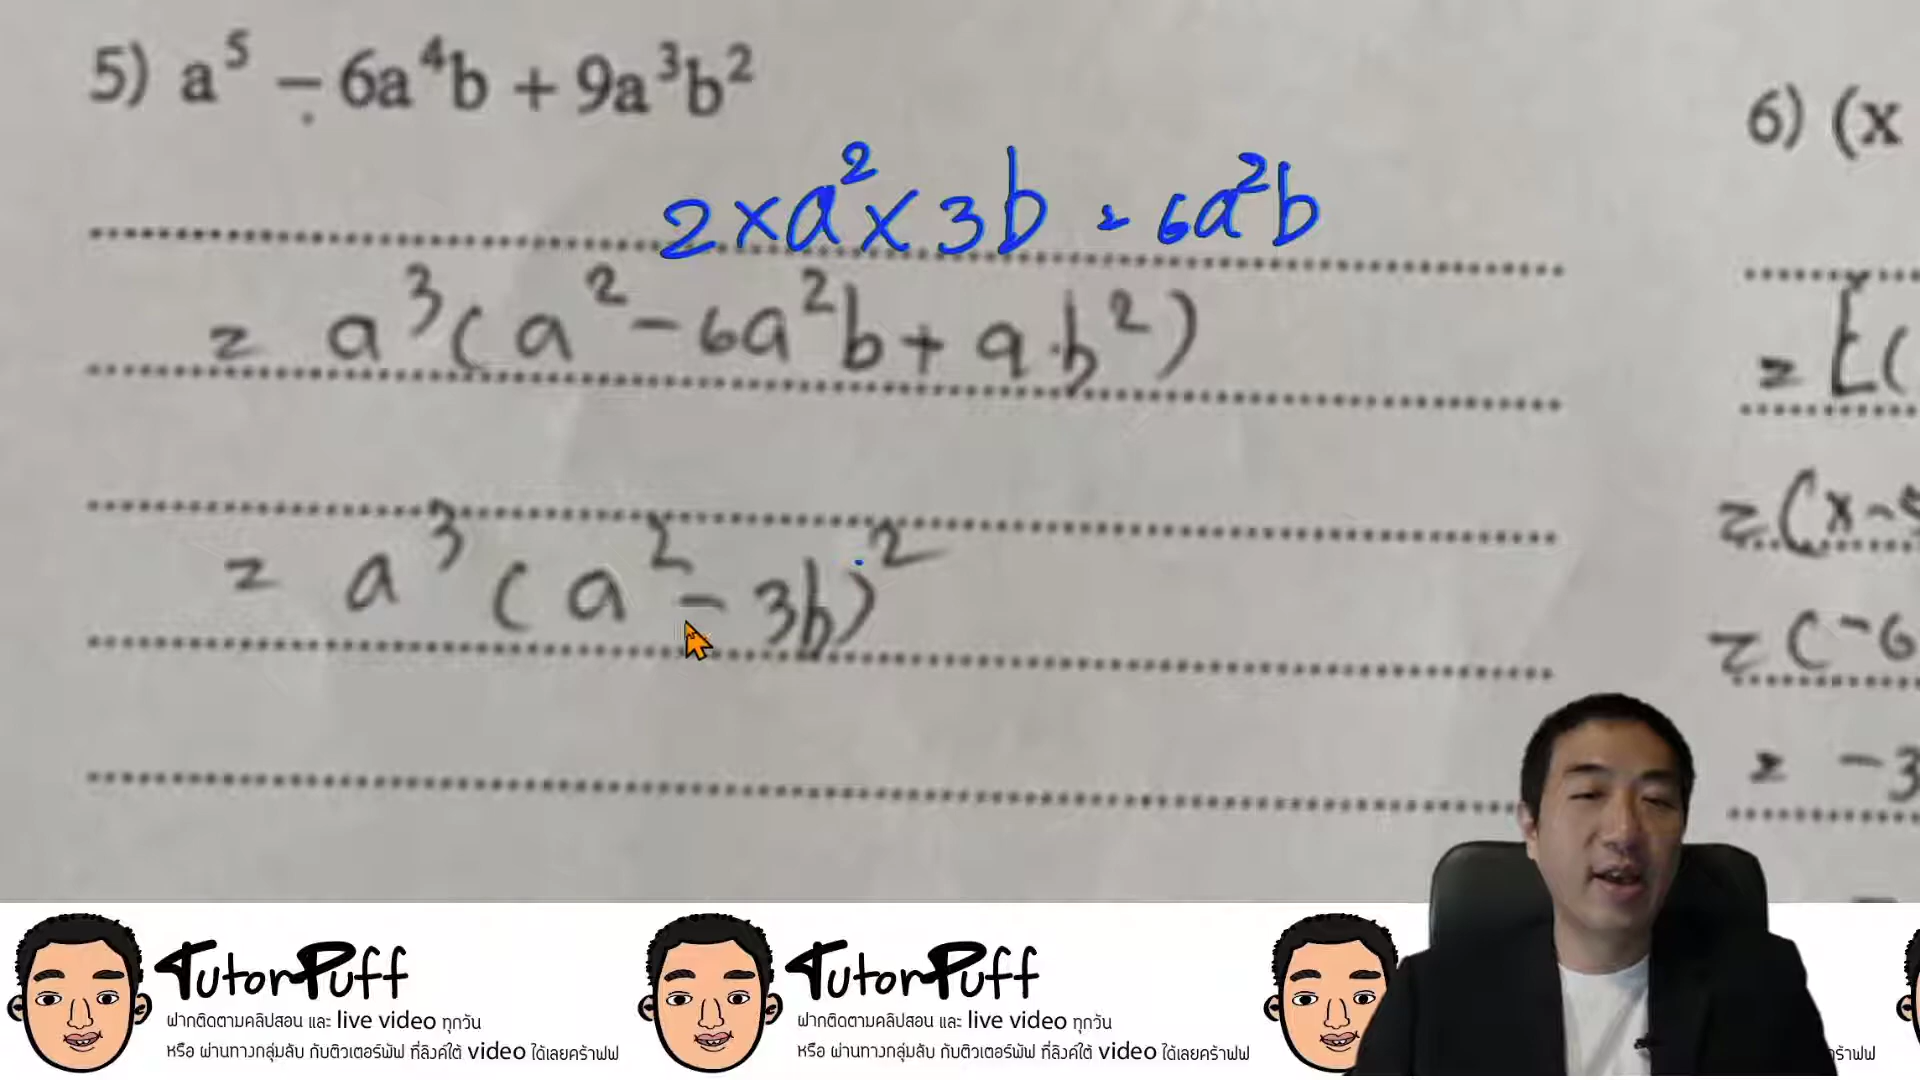 5) a⁵ − 6a⁴b + 9a³b²
6) (x
2 × a² × 3b = 6a²b
= a³(a² − 6a²b + 9b²)
= [(
= a³(a² − 3b)²
= (x-5
= (-6
= -3
TutorPuff
ฝากติดตามคลิปสอน และ live video ทุกวัน
หรือ ผ่านทางกลุ่มลับ กับติวเตอร์พัฟ ที่ลิงค์ใต้ video ได้เลยคร้าฟฟ
TutorPuff
ฝากติดตามคลิปสอน และ live video ทุกวัน
หรือ ผ่านทางกลุ่มลับ กับติวเตอร์พัฟ ที่ลิงค์ใต้ video ได้เลยคร้าฟฟ